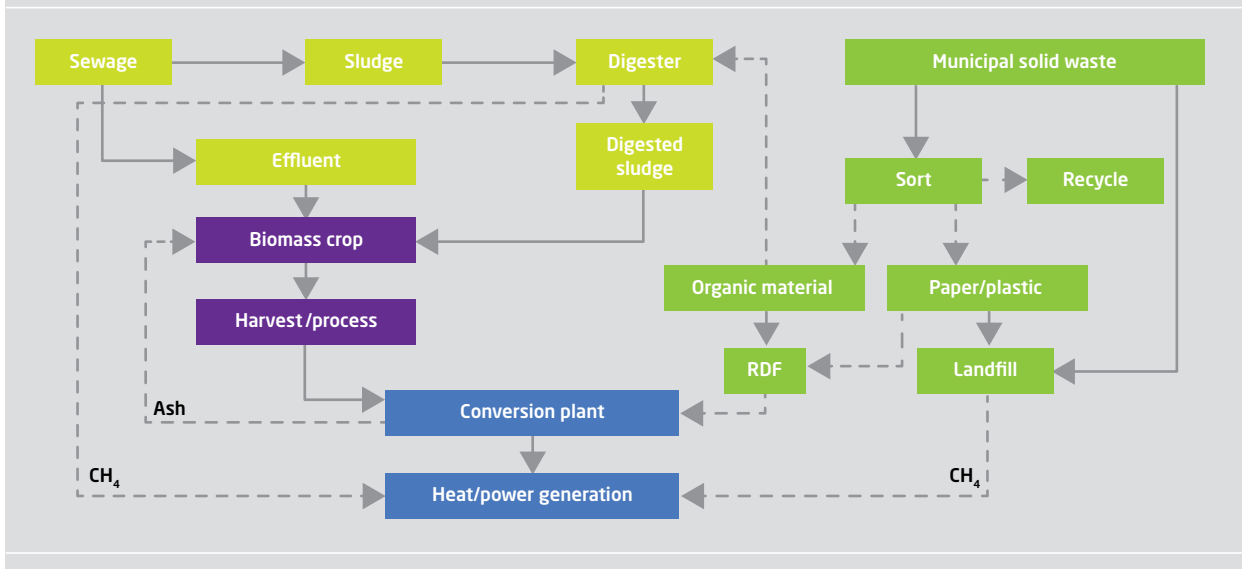 Sewage
Sludge
Digester
Municipal solid waste
Effluent
Digested
sludge
Sort
Recycle
Biomass crop
Organic material
Paper/plastic
Harvest/process
RDF
Landfill
Ash
Conversion plant
CH₄
Heat/power generation
CH₄